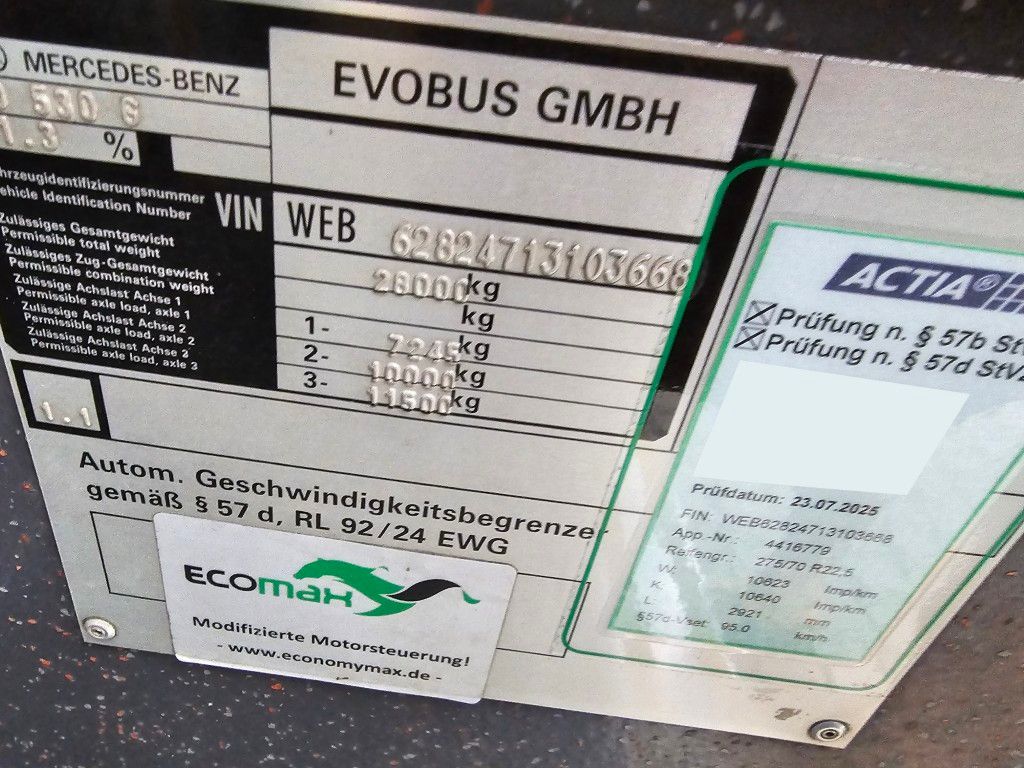 MERCEDES-BENZ
EVOBUS GMBH
530 G
1.3 %
hrzeugidentifizierungsnummer
ehicle Identification Number
VIN WEB 62824713103668
Zulässiges Gesamtgewicht
Permissible total weight
28000 kg
Zulässiges Zug-Gesamtgewicht
Permissible combination weight
kg
Zulässige Achslast Achse 1
Permissible axle load, axle 1
1- 7245 kg
Zulässige Achslast Achse 2
Permissible axle load, axle 2
2- 10000 kg
Zulässige Achslast Achse 3
Permissible axle load, axle 3
3- 11500 kg
1.1
Autom. Geschwindigkeitsbegrenzer
gemäß § 57 d, RL 92/24 EWG
ECOmax
Modifizierte Motorsteuerung!
- www.economymax.de -
ACTIA®
Prüfung n. § 57b St
Prüfung n. § 57d StVZ
Prüfdatum: 23.07.2025
FIN: WEB62824713103668
App.-Nr.: 4416779
Reifengr.: 275/70 R22,5
W: 10623 Imp/km
K: 10640 Imp/km
L: 2921 mm
§57d-Vset: 95.0 km/h